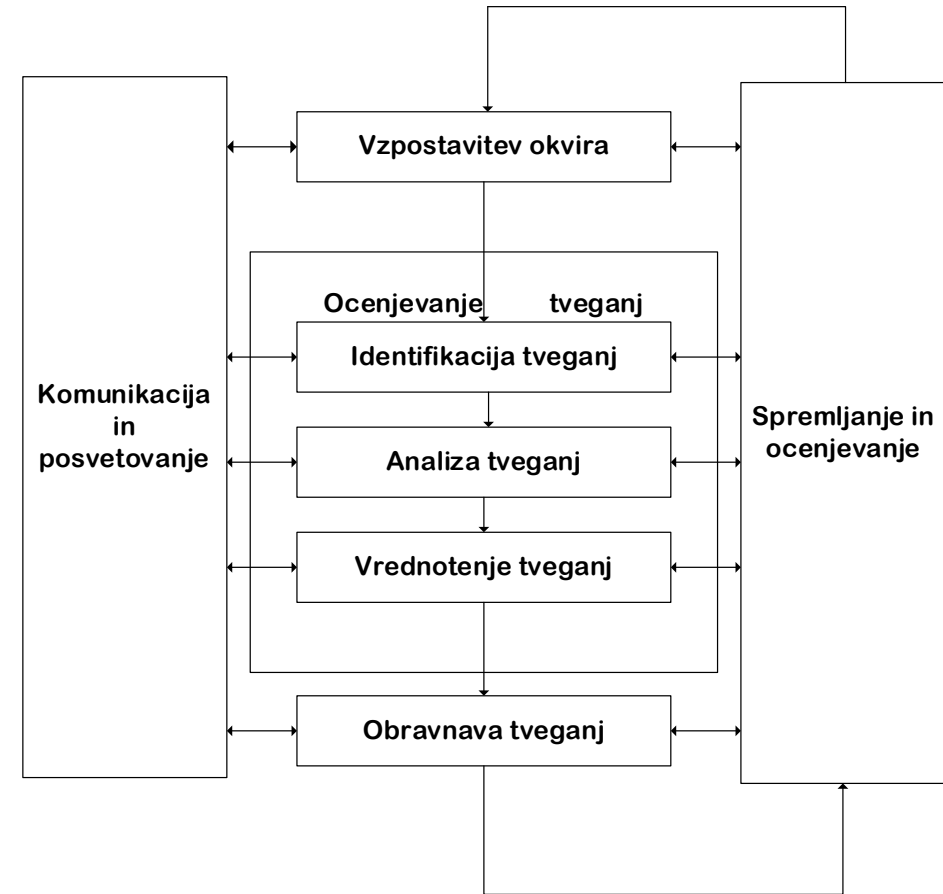 Vzpostavitev okvira
Ocenjevanje tveganj
Identifikacija tveganj
Komunikacija
in
posvetovanje
Spremljanje in
ocenjevanje
Analiza tveganj
Vrednotenje tveganj
Obravnava tveganj